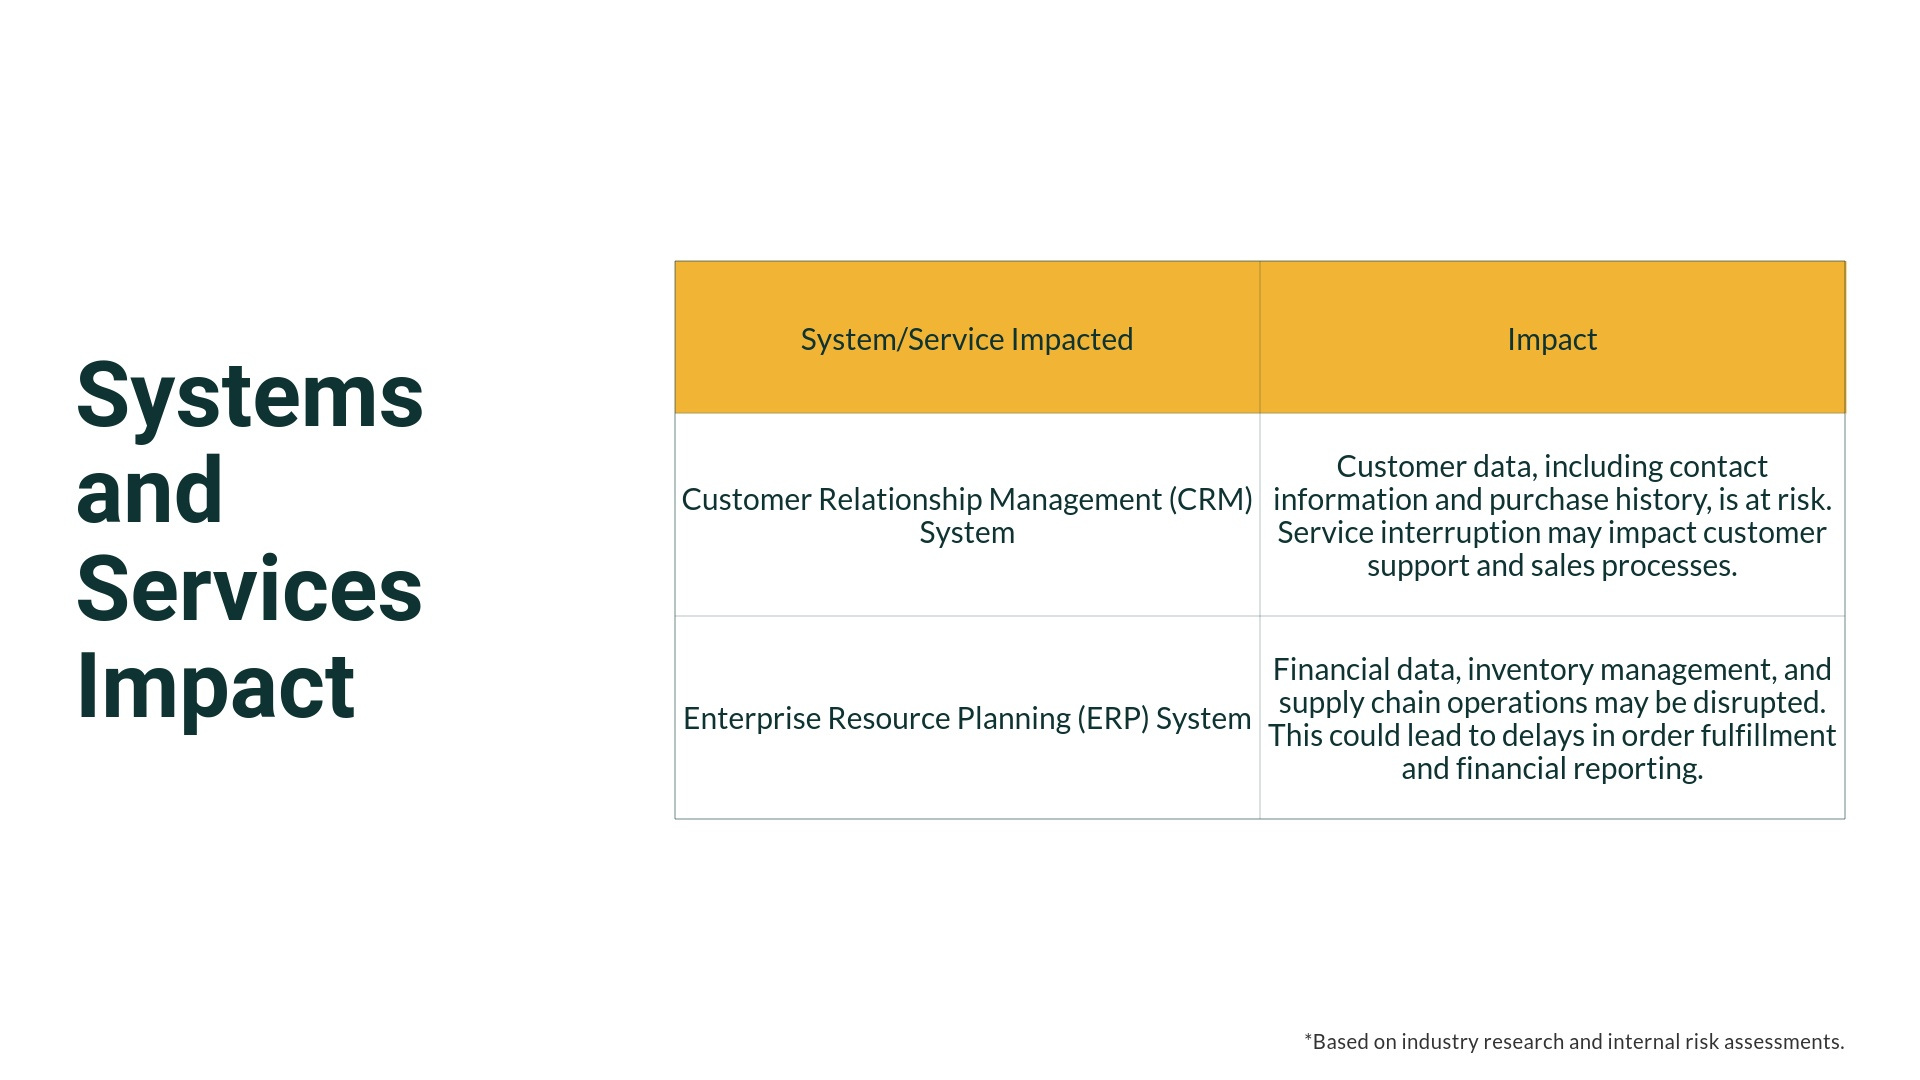 Systems
and
Services
Impact
System/Service Impacted
Impact
Customer Relationship Management (CRM)
System
Customer data, including contact
information and purchase history, is at risk.
Service interruption may impact customer
support and sales processes.
Enterprise Resource Planning (ERP) System
Financial data, inventory management, and
supply chain operations may be disrupted.
This could lead to delays in order fulfillment
and financial reporting.
*Based on industry research and internal risk assessments.